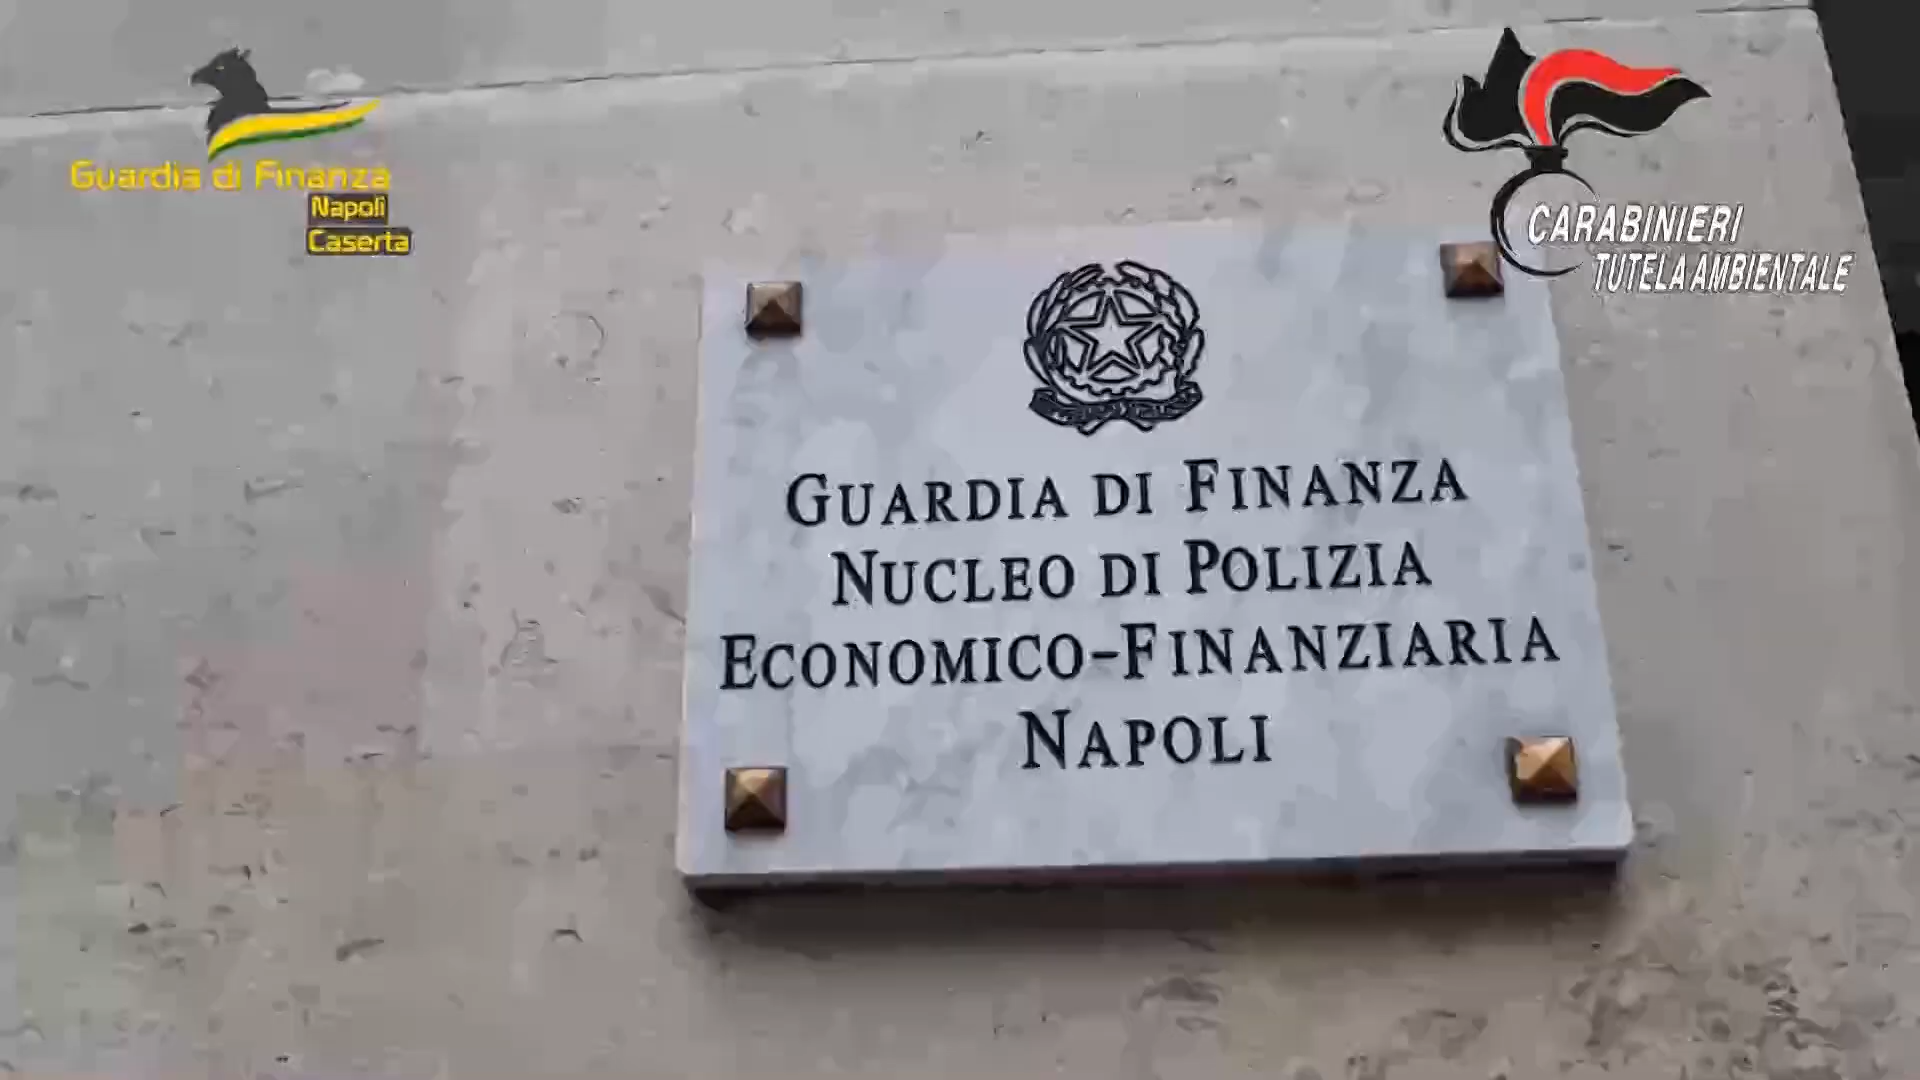 Guardia di Finanza
Napoli
Caserta
CARABINIERI
TUTELA AMBIENTALE
GUARDIA DI FINANZA
NUCLEO DI POLIZIA
ECONOMICO-FINANZIARIA
NAPOLI